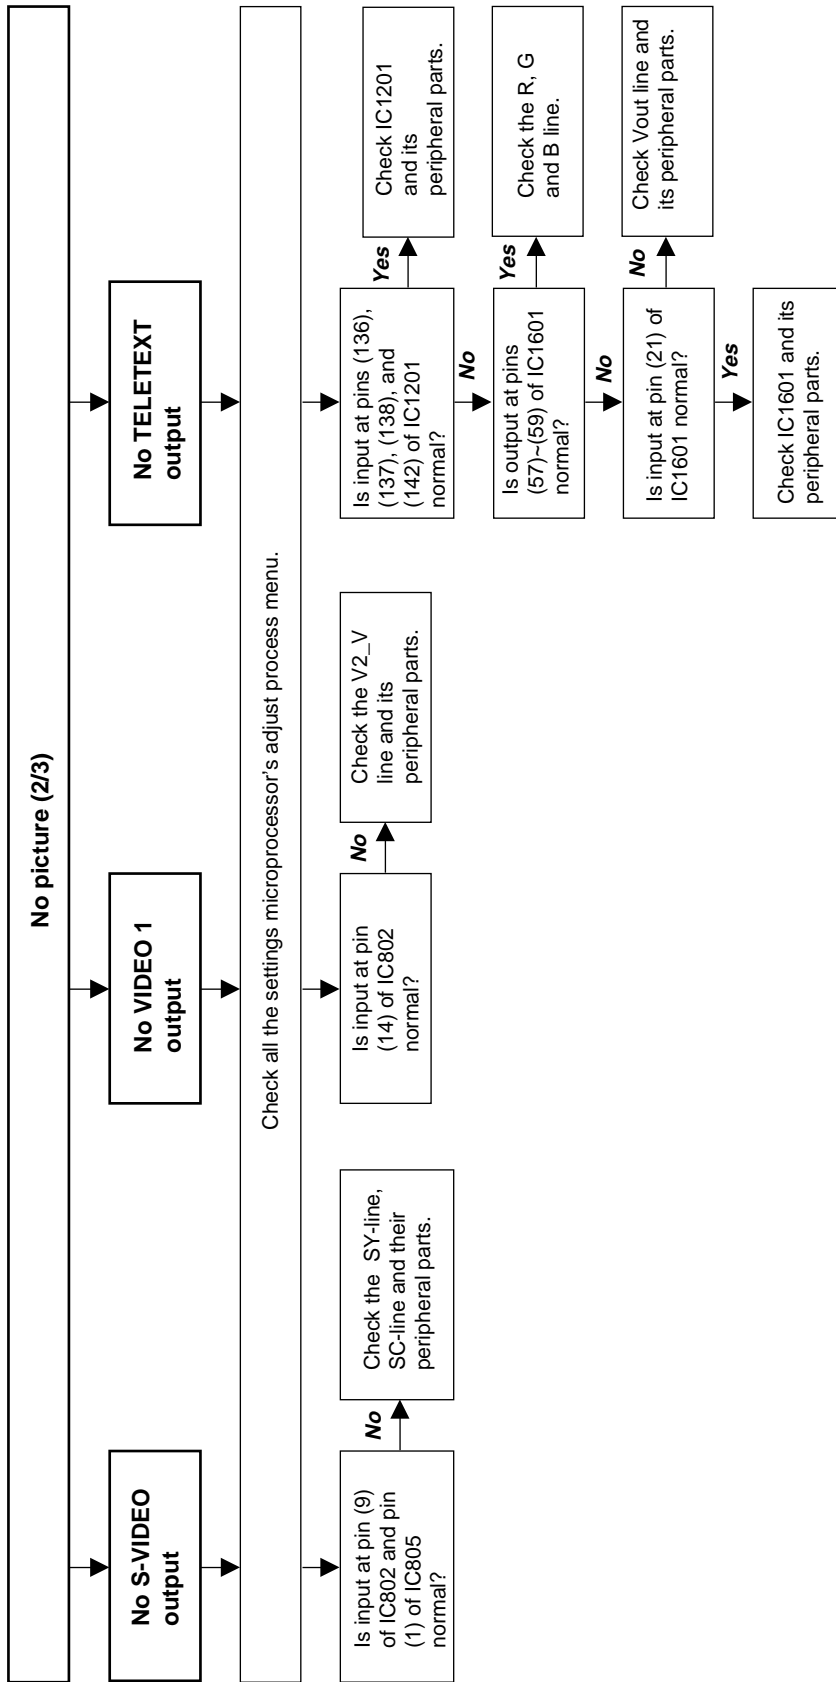 No picture (2/3)
No S-VIDEO
output
No VIDEO 1
output
No TELETEXT
output
Check all the settings microprocessor's adjust process menu.
Is input at pin (9)
of IC802 and pin
(1) of IC805
normal?
No
Check the SY-line,
SC-line and their
peripheral parts.
Is input at pin
(14) of IC802
normal?
No
Check the V2_V
line and its
peripheral parts.
Is input at pins (136),
(137), (138), and
(142) of IC1201
normal?
Yes
Check IC1201
and its
peripheral parts.
No
Is output at pins
(57)~(59) of IC1601
normal?
Yes
Check the R, G
and B line.
No
Is input at pin (21) of
IC1601 normal?
No
Check Vout line and
its peripheral parts.
Yes
Check IC1601 and its
peripheral parts.